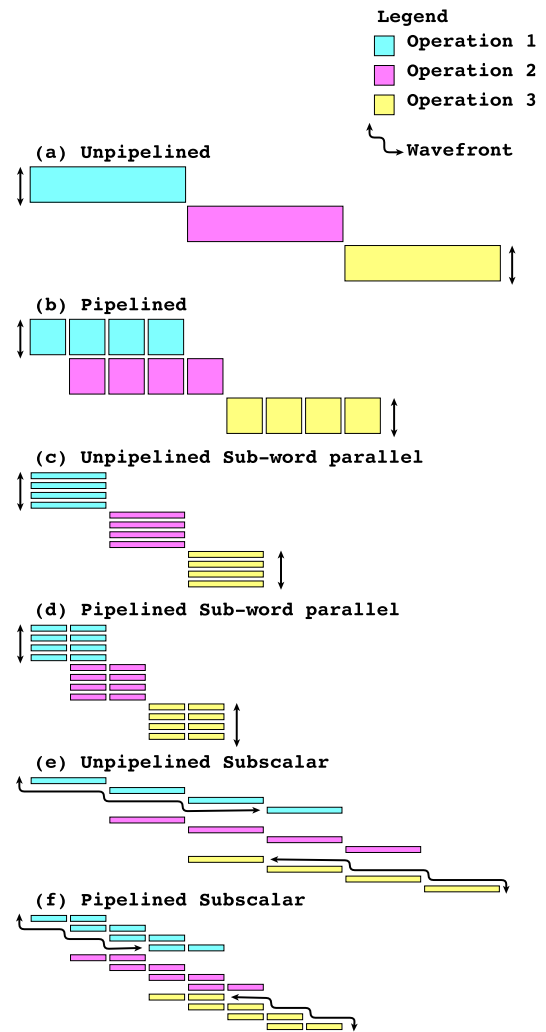 Legend
Operation 1
Operation 2
Operation 3
Wavefront
(a) Unpipelined
(b) Pipelined
(c) Unpipelined Sub-word parallel
(d) Pipelined Sub-word parallel
(e) Unpipelined Subscalar
(f) Pipelined Subscalar